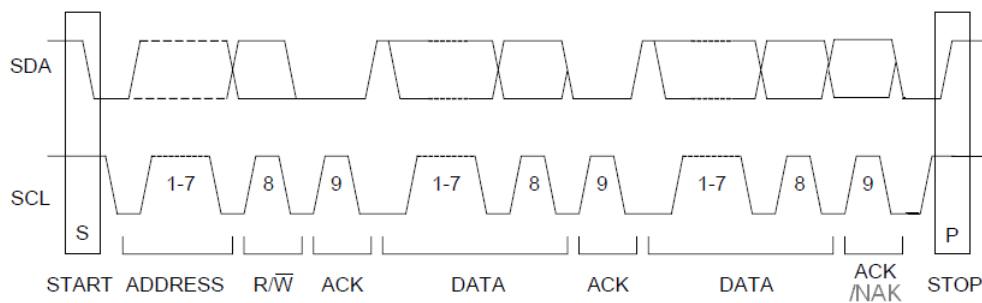 SDA
SCL
1-7 8 9 1-7 8 9 1-7 8 9
S P
START ADDRESS R/W̅ ACK DATA ACK DATA ACK /NAK STOP